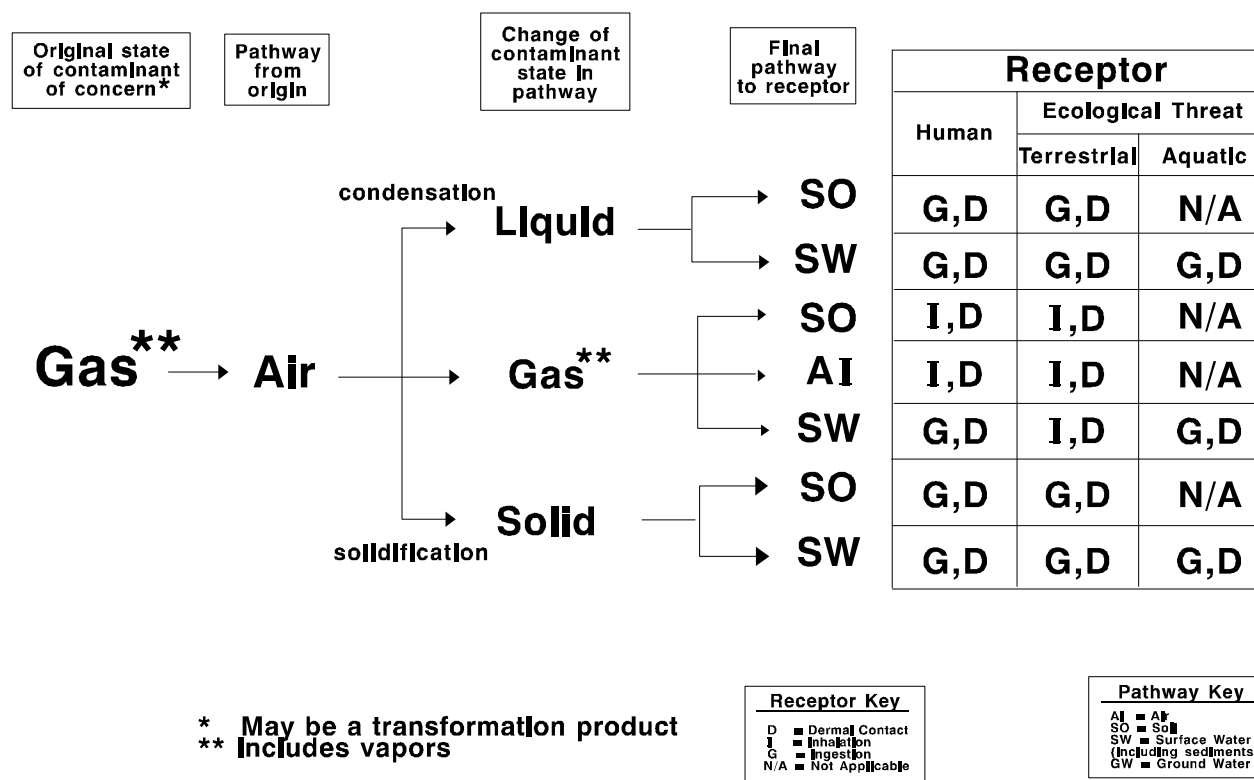 Original state
of contaminant
of concern*
Pathway
from
origin
Change of
contaminant
state in
pathway
Final
pathway
to receptor
Receptor
Human
Ecological Threat
Terrestrial
Aquatic
condensation
Liquid
SO
G,D G,D N/A
SW
G,D G,D G,D
Gas**
Air
Gas**
SO
I,D I,D N/A
AI
I,D I,D N/A
SW
G,D I,D G,D
solidification
Solid
SO
G,D G,D N/A
SW
G,D G,D G,D
* May be a transformation product
** Includes vapors
Receptor Key
D = Dermal Contact
I = Inhalation
G = Ingestion
N/A = Not Applicable
Pathway Key
AI = Air
SO = Soil
SW = Surface Water
(including sediments
GW = Ground Water